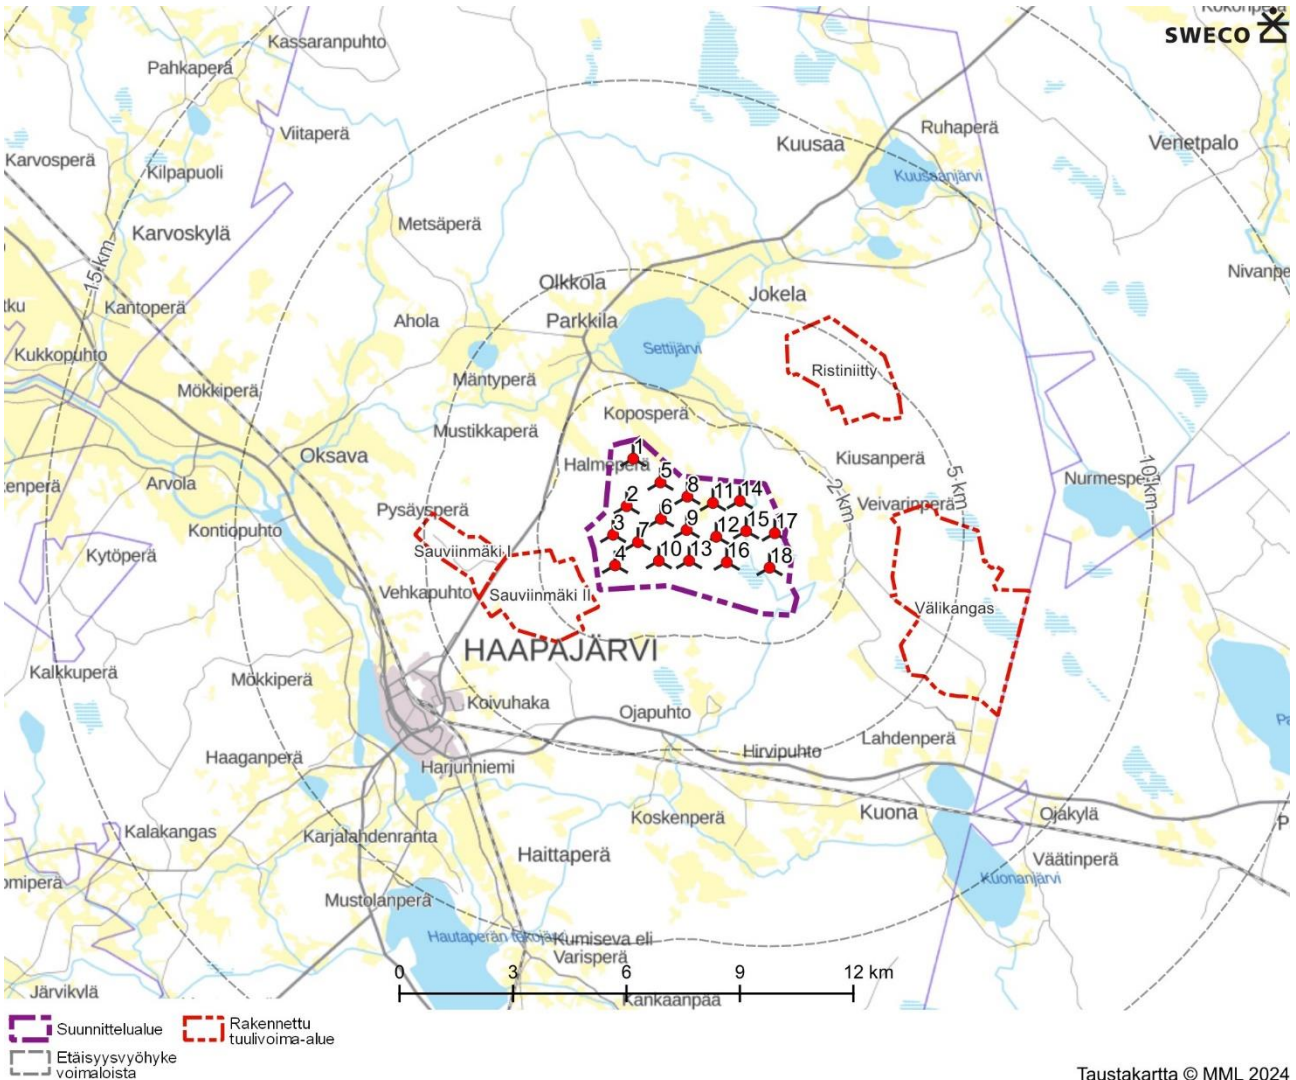 Kokonperä
SWECO
Kassaranpuhto
Pahkaperä
Viitaperä
Ruhaperä
Kuusaa
Venetpalo
Karvosperä
Kilpapuoli
Kuusaanjärvi
Metsäperä
Karvoskylä
15 km
Nivanpe
Olkkola
Jokela
Kantoperä
Ahola
Parkkila
Settijärvi
Kukkopuhto
Ristiniitty
Mäntyperä
Mökkiperä
Koposperä
Mustikkaperä
1
Oksava
Halmeperä
Kiusanperä
5 km
10 km
Nurmespe
Arvola
5
8
11
14
2 km
Veivarinperä
Pysäysperä
2
6
9
12
15
17
Kontiopuhto
3
7
Kytöperä
Sauviinmäki I
4
10
13
16
18
Vehkapuhto
Sauviinmäki II
Välikangas
HAAPAJÄRVI
Kalkkuperä
Mökkiperä
Koivuhaka
Ojapuhto
Lahdenperä
Haaganperä
Hirvipuhto
Harjunniemi
Kalakangas
Karjalahdenranta
Koskenperä
Kuona
Ojakylä
Haittaperä
Väätinperä
Kuonanjärvi
omiperä
Mustolanperä
Kumiseva eli
Varisperä
Järvikylä
Kankaanpää
0 3 6 9 12 km
Suunnittelualue
Rakennettu
tuulivoima-alue
Etäisyysvyöhyke
voimaloista
Taustakartta © MML 2024